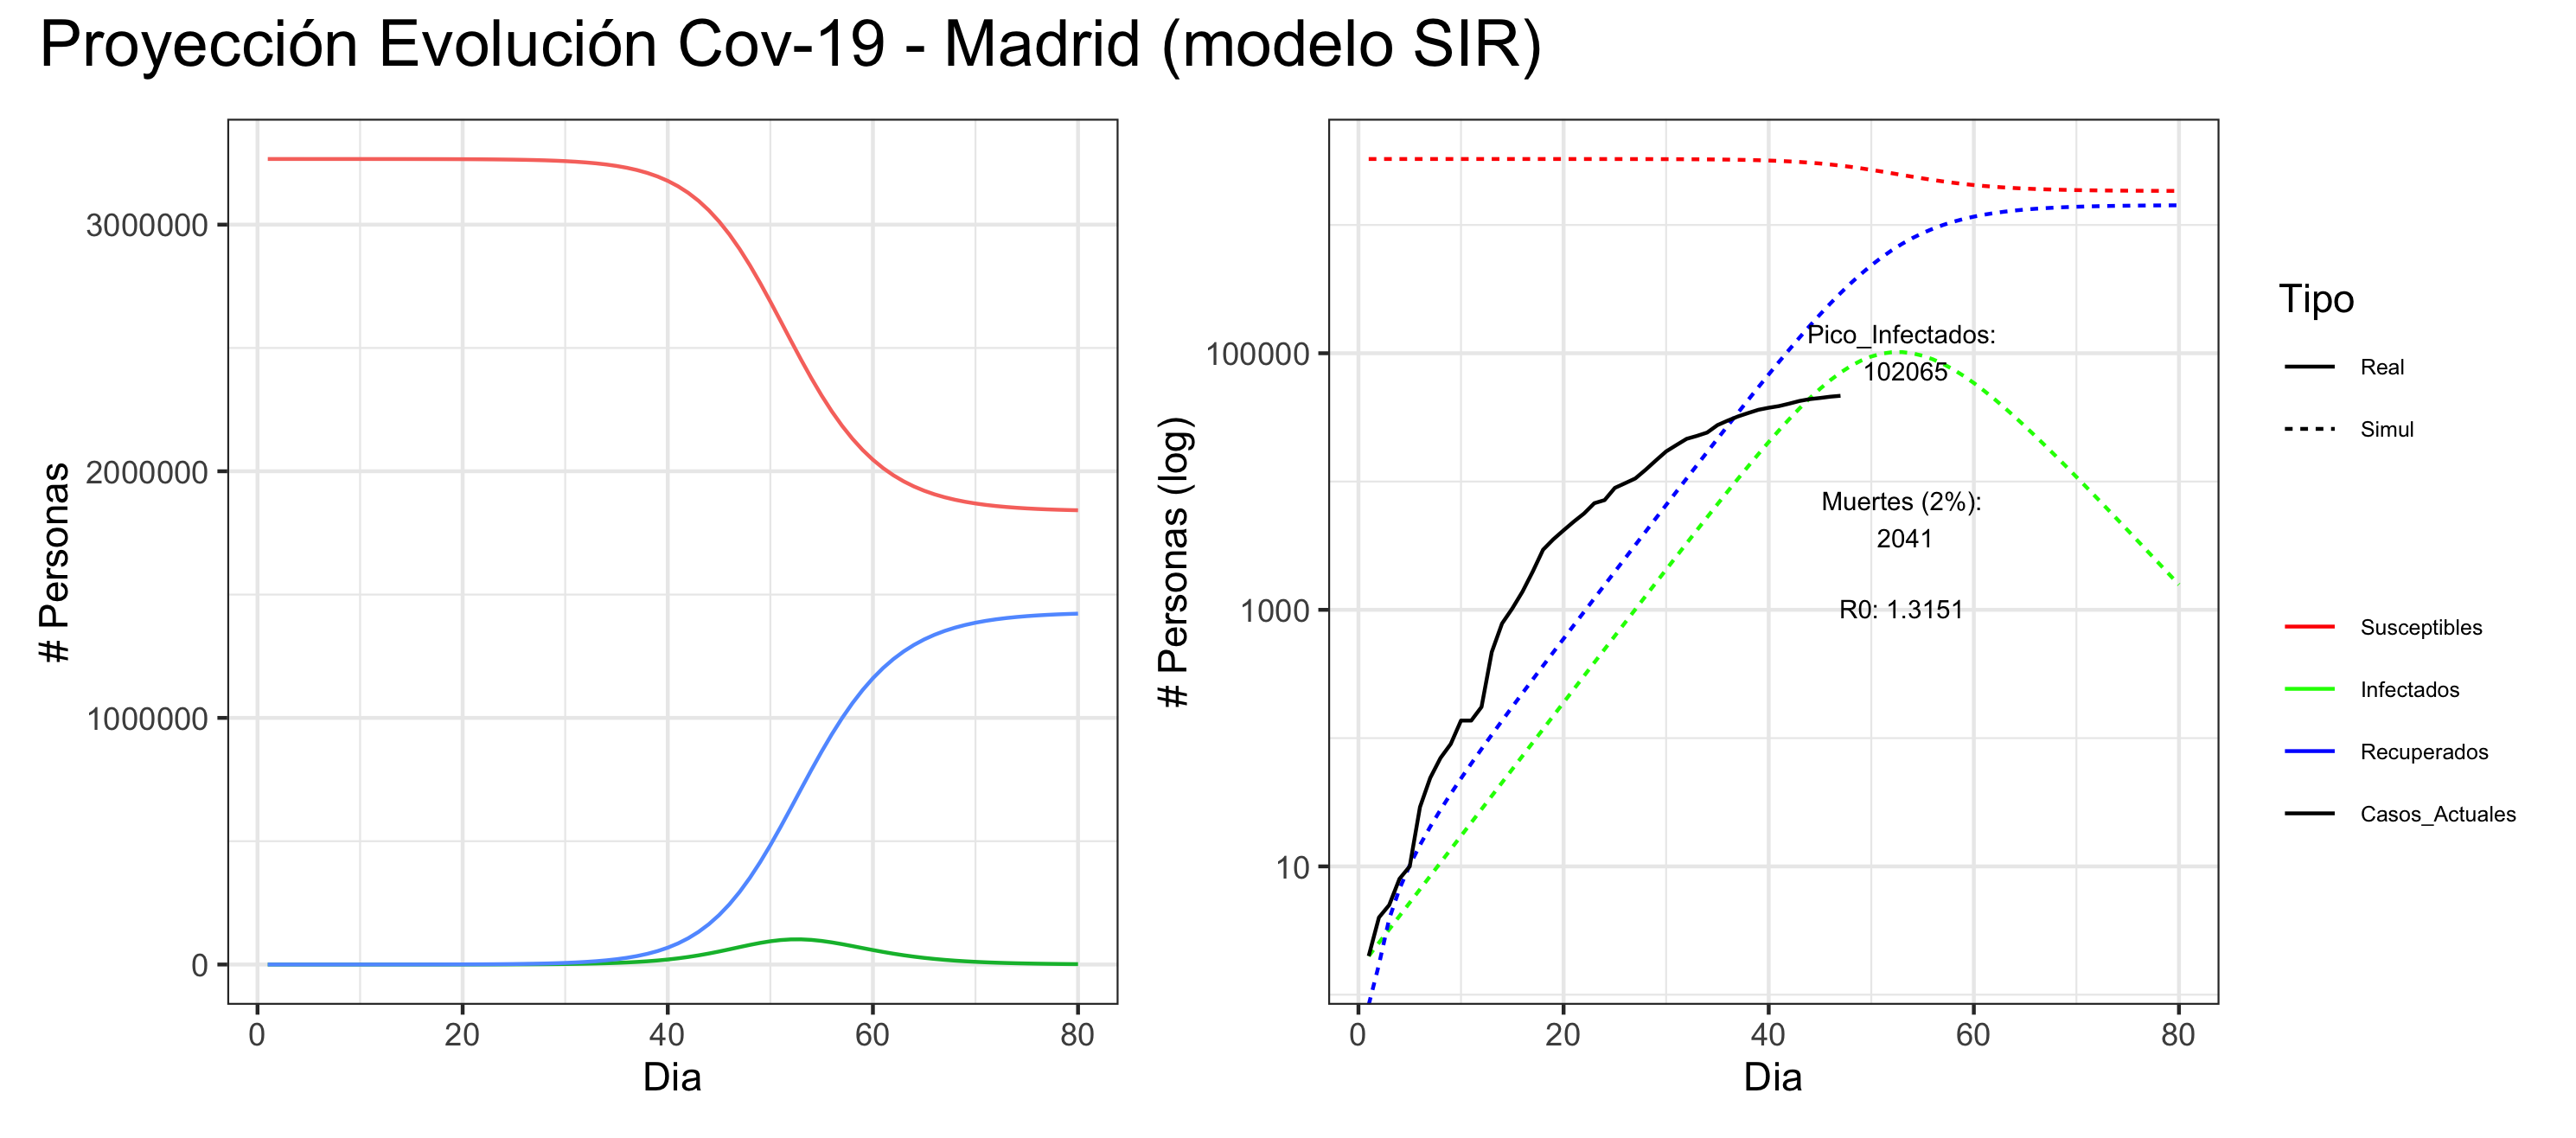 Proyección Evolución Cov-19 - Madrid (modelo SIR)
# Personas
3000000
2000000
1000000
0
0 20 40 60 80
Dia
# Personas (log)
100000
1000
10
Pico_Infectados:
102065
Muertes (2%):
2041
R0: 1.3151
0 20 40 60 80
Dia
Tipo
Real
Simul
Susceptibles
Infectados
Recuperados
Casos_Actuales